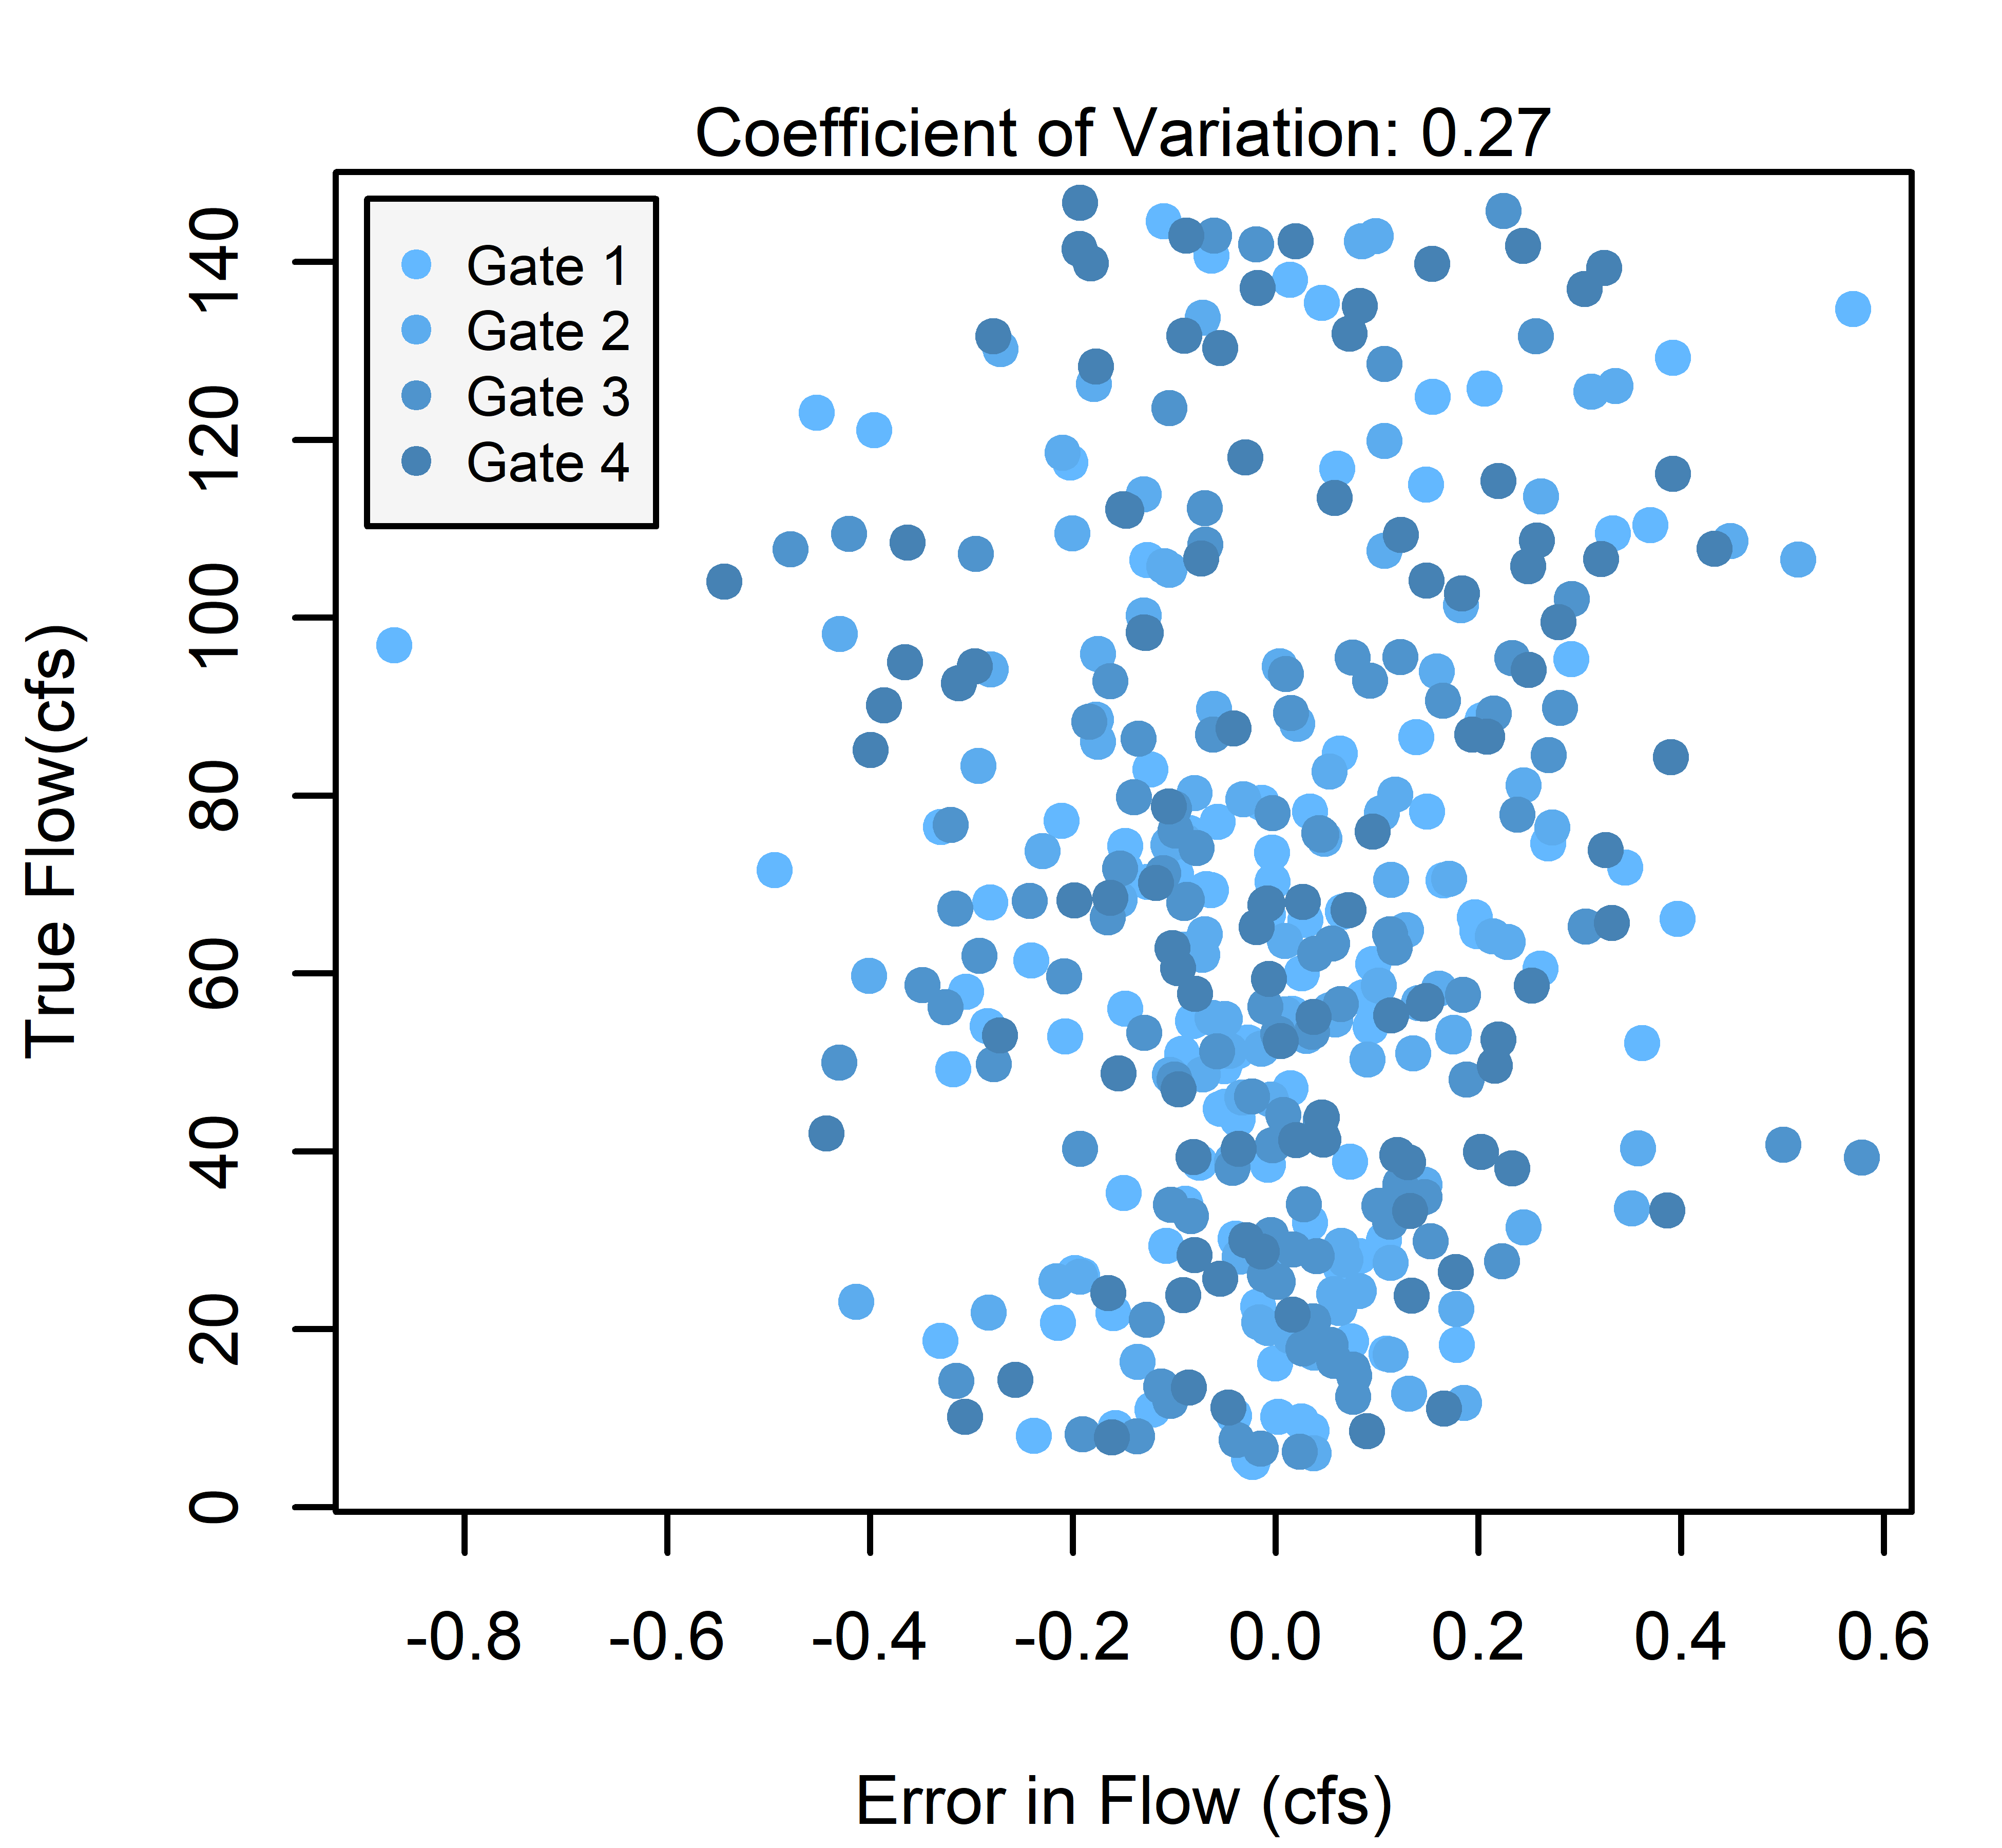 Coefficient of Variation: 0.27
Gate 1
Gate 2
Gate 3
Gate 4
True Flow(cfs)
140
120
100
80
60
40
20
0
-0.8 -0.6 -0.4 -0.2 0.0 0.2 0.4 0.6
Error in Flow (cfs)